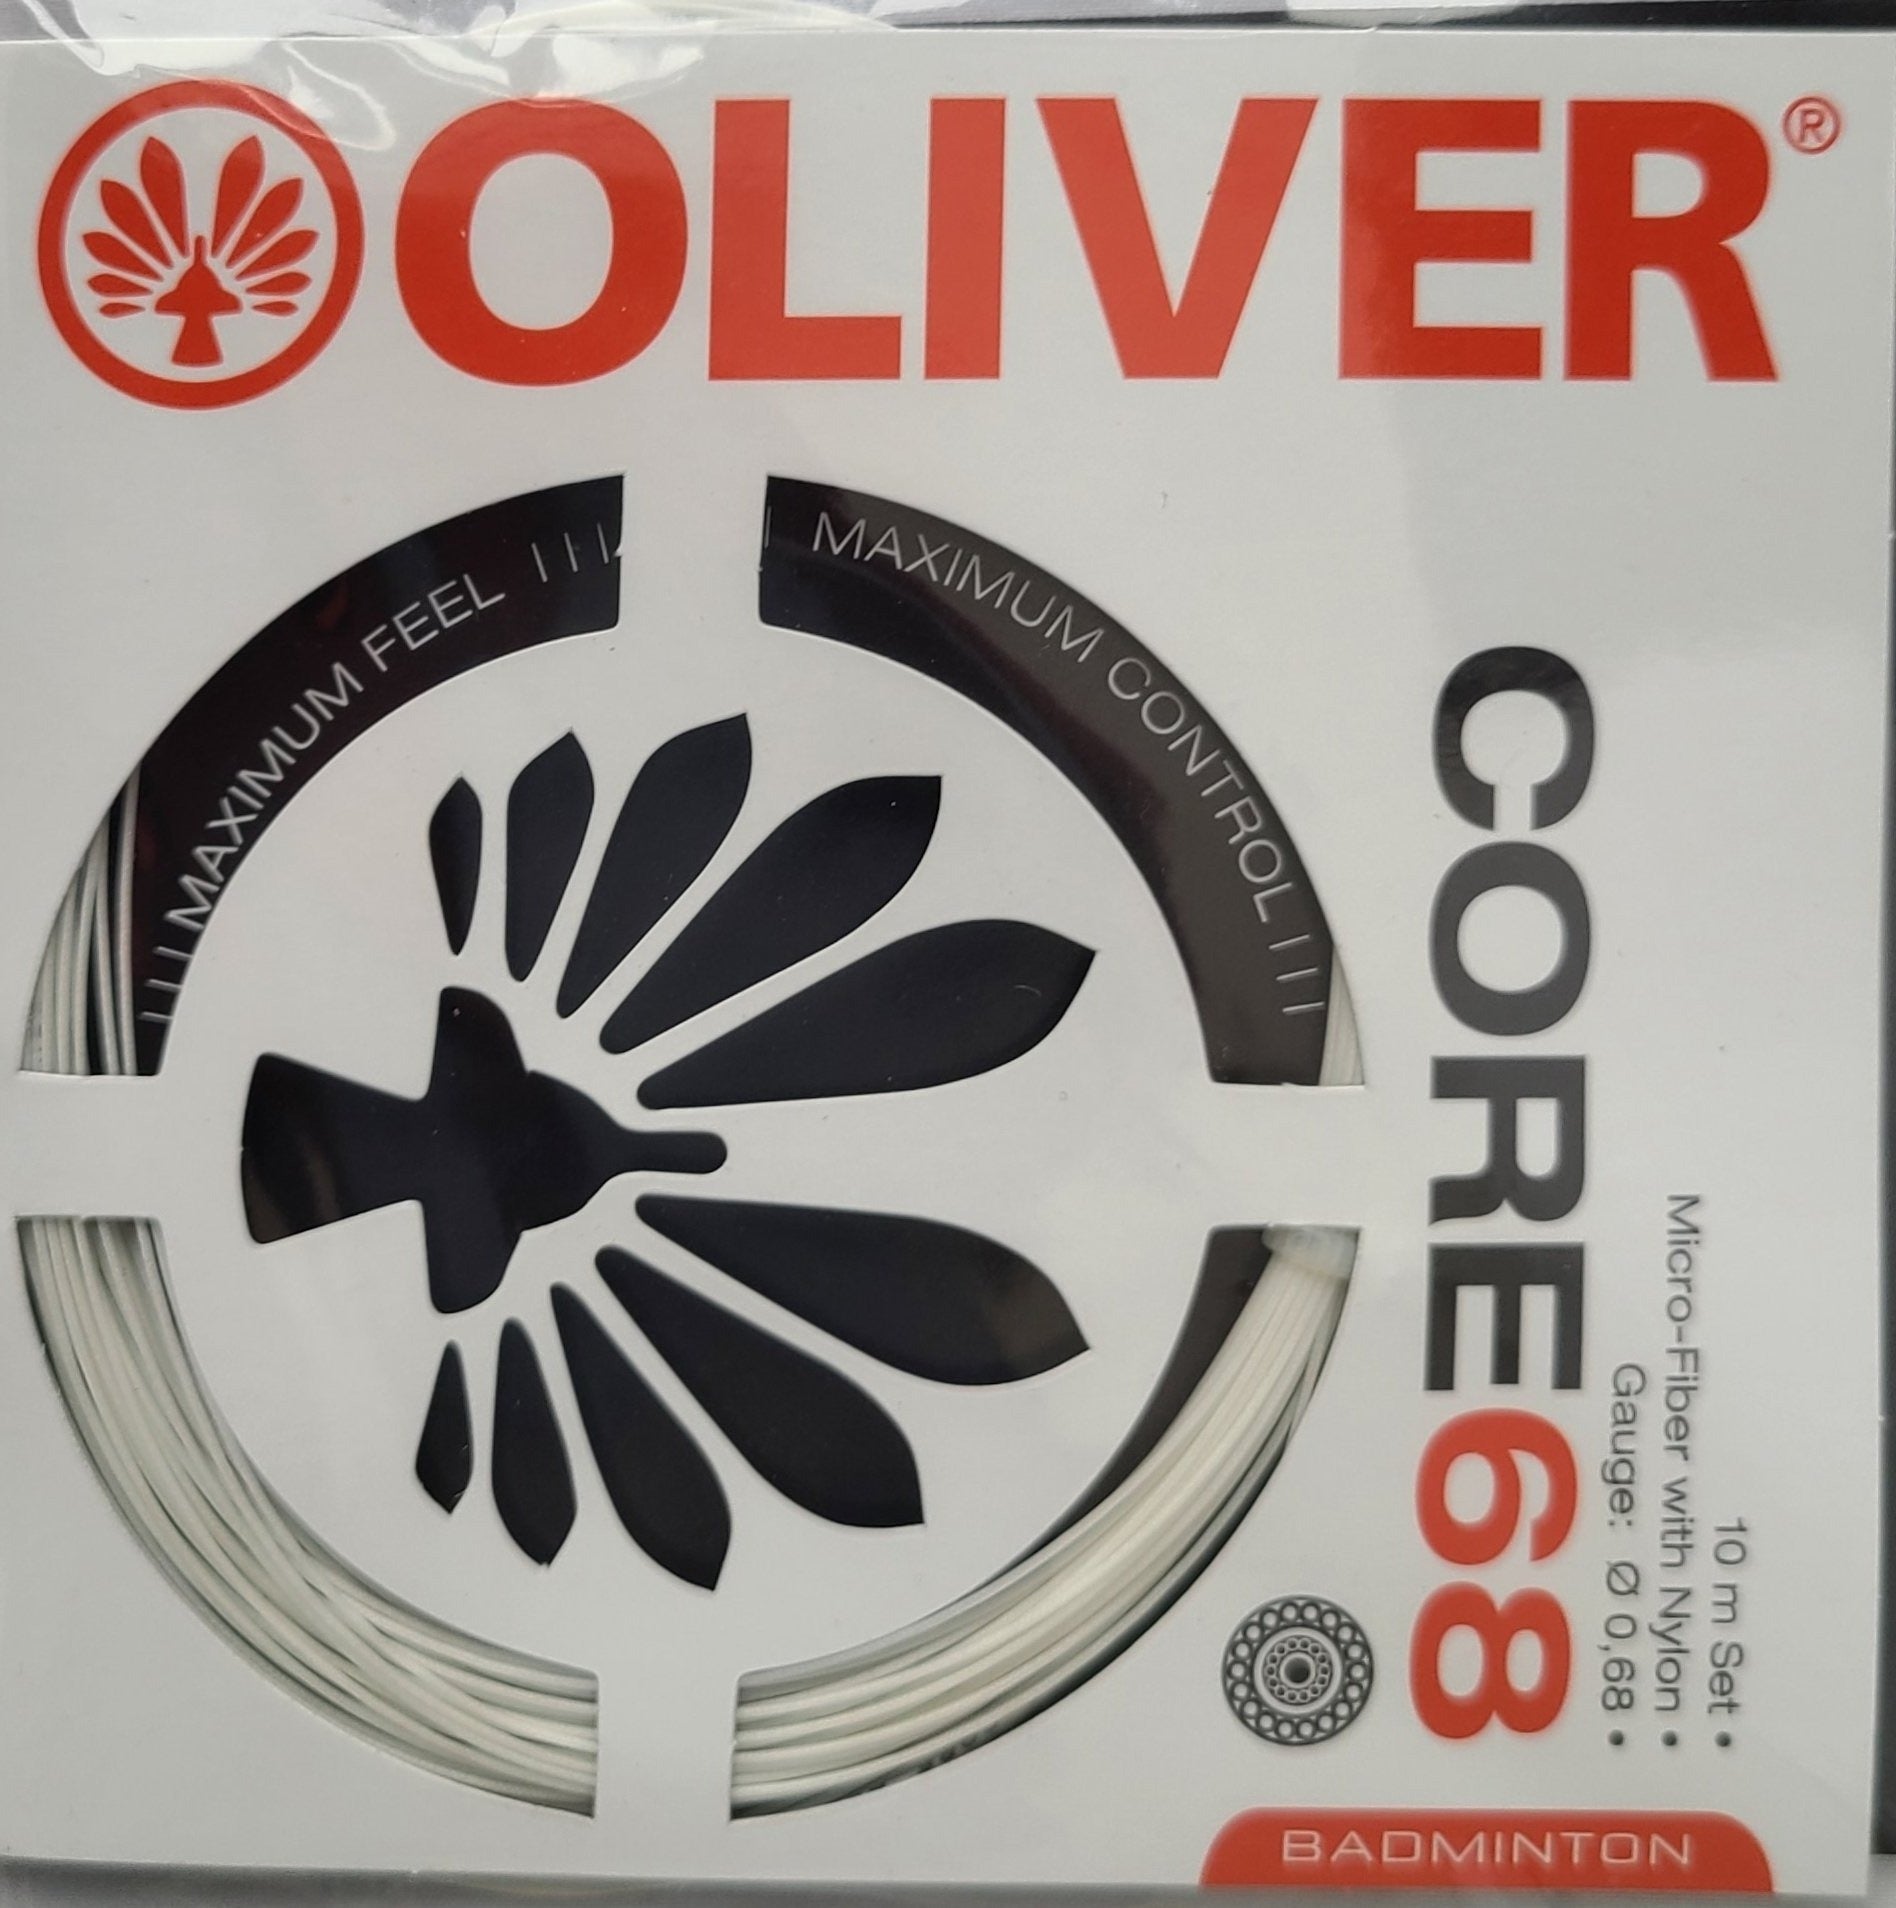 OLIVER®
MAXIMUM FEEL
MAXIMUM CONTROL
CORE68
10 m Set •
Micro-Fiber with Nylon •
Gauge: Ø 0,68 •
BADMINTON